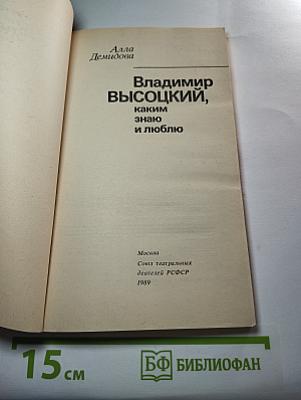 Алла
Демидова
Владимир
ВЫСОЦКИЙ,
каким
знаю
и люблю
Москва
Союз театральных
деятелей РСФСР
1989
15 см
БФ БИБЛИОФАН